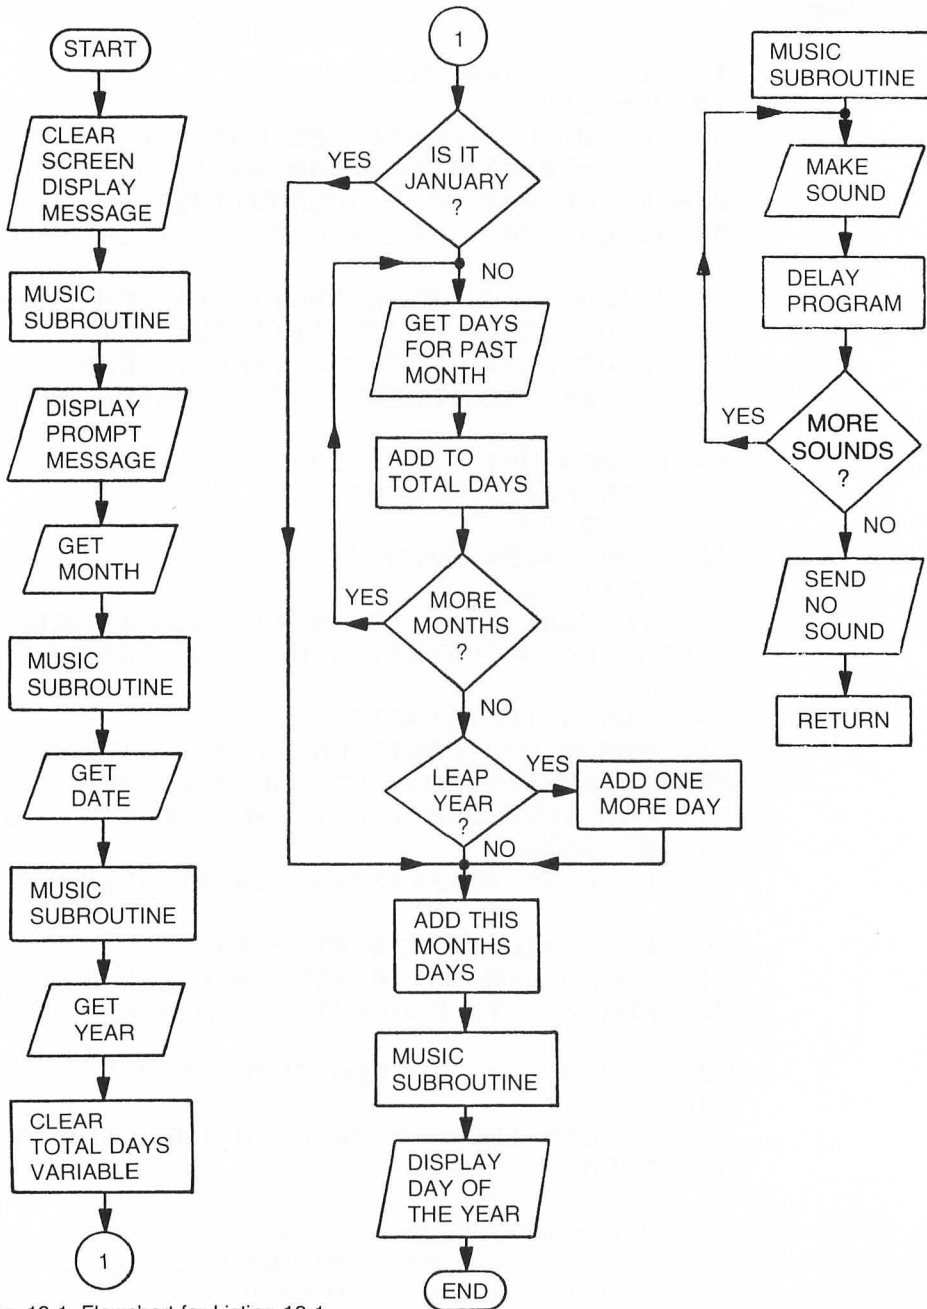 START
CLEAR
SCREEN
DISPLAY
MESSAGE
MUSIC
SUBROUTINE
DISPLAY
PROMPT
MESSAGE
GET
MONTH
MUSIC
SUBROUTINE
GET
DATE
MUSIC
SUBROUTINE
GET
YEAR
CLEAR
TOTAL DAYS
VARIABLE
1
1
IS IT
JANUARY
?
YES
NO
GET DAYS
FOR PAST
MONTH
ADD TO
TOTAL DAYS
MORE
MONTHS
?
YES
NO
LEAP
YEAR
?
YES
ADD ONE
MORE DAY
NO
ADD THIS
MONTHS
DAYS
MUSIC
SUBROUTINE
DISPLAY
DAY OF
THE YEAR
END
MUSIC
SUBROUTINE
MAKE
SOUND
DELAY
PROGRAM
MORE
SOUNDS
?
YES
NO
SEND
NO
SOUND
RETURN